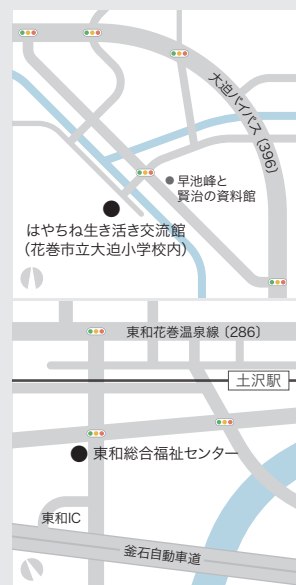 大迫バイパス〔396〕
早池峰と
賢治の資料館
はやちね生き活き交流館
（花巻市立大迫小学校内）
東和花巻温泉線〔286〕
土沢駅
東和総合福祉センター
東和IC
釜石自動車道